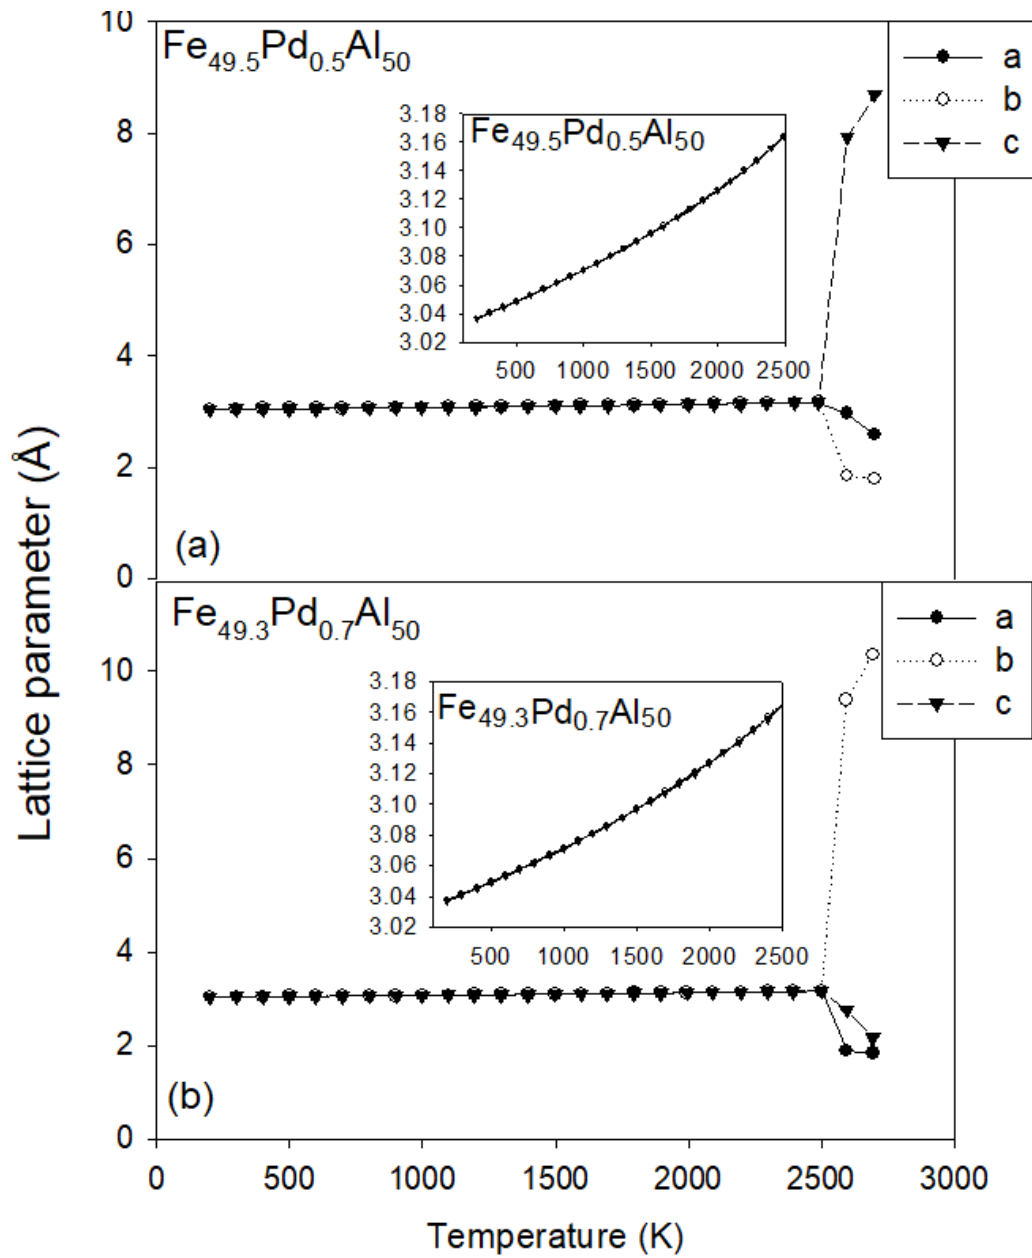 Lattice parameter (Å)
10
8
6
4
2
0
Fe49.5Pd0.5Al50
a
b
c
3.18
3.16
3.14
3.12
3.10
3.08
3.06
3.04
3.02
Fe49.5Pd0.5Al50
500 1000 1500 2000 2500
(a)
10
8
6
4
2
0
Fe49.3Pd0.7Al50
a
b
c
3.18
3.16
3.14
3.12
3.10
3.08
3.06
3.04
3.02
Fe49.3Pd0.7Al50
500 1000 1500 2000 2500
(b)
0 500 1000 1500 2000 2500 3000
Temperature (K)